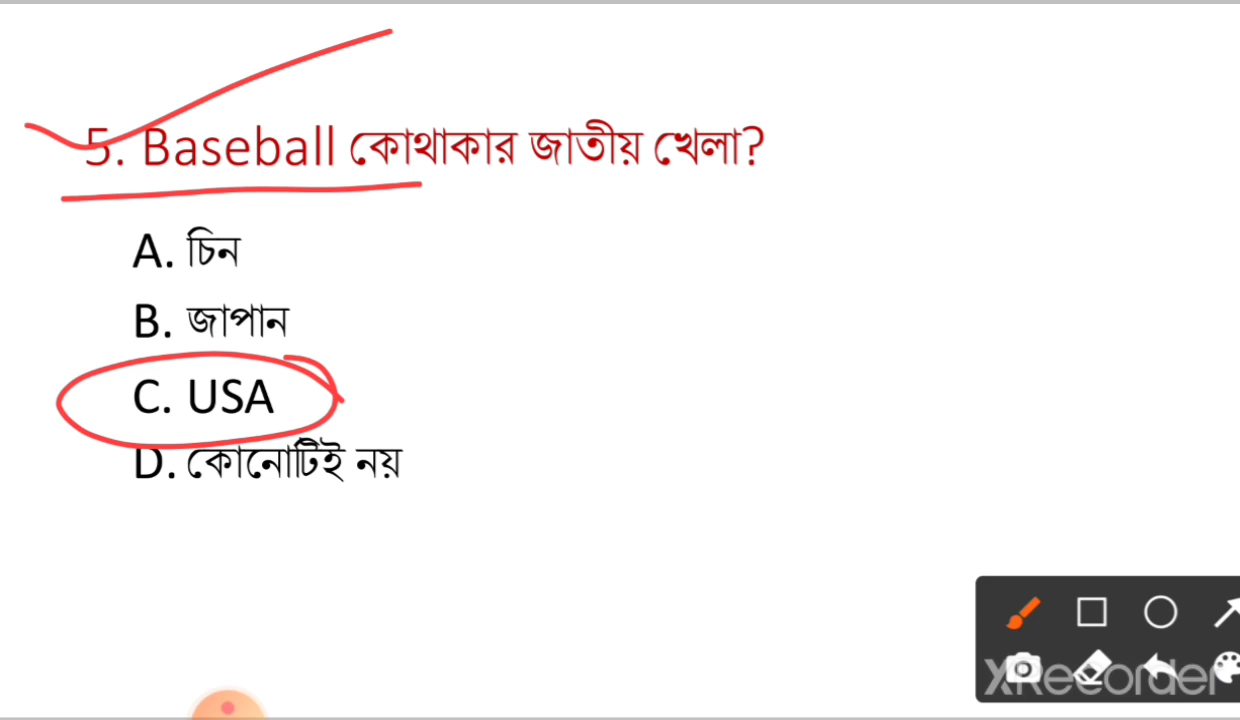 5. Baseball কোথাকার জাতীয় খেলা?
A. চিন
B. জাপান
C. USA
D. কোনোটিই নয়
XRecorder